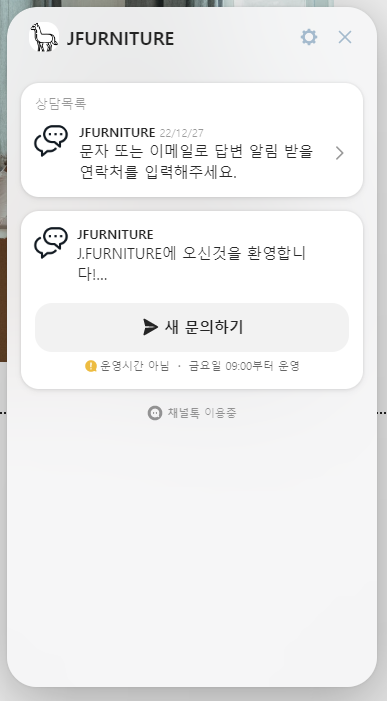 JFURNITURE
상담목록
JFURNITURE 22/12/27
문자 또는 이메일로 답변 알림 받을
연락처를 입력해주세요.
JFURNITURE
J.FURNITURE에 오신것을 환영합니
다!...
새 문의하기
운영시간 아님 · 금요일 09:00부터 운영
채널톡 이용중